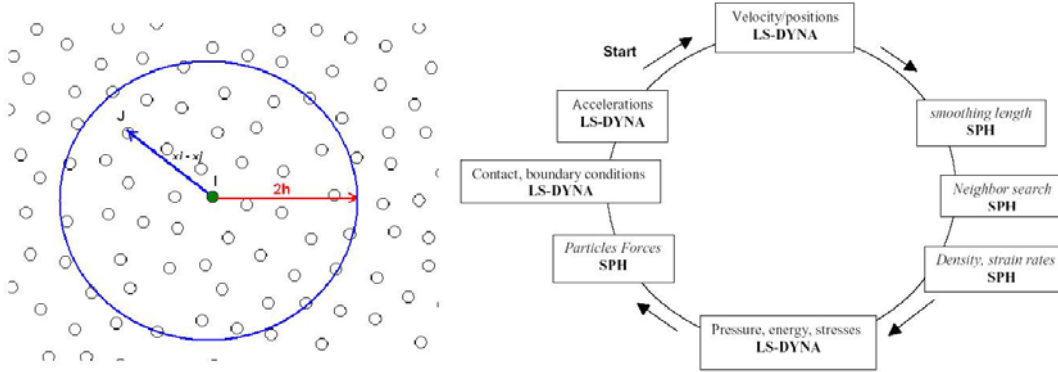 J
xi - xj
I
2h
Start
Velocity/positions
LS-DYNA
smoothing length
SPH
Neighbor search
SPH
Density, strain rates
SPH
Pressure, energy, stresses
LS-DYNA
Particles Forces
SPH
Contact, boundary conditions
LS-DYNA
Accelerations
LS-DYNA